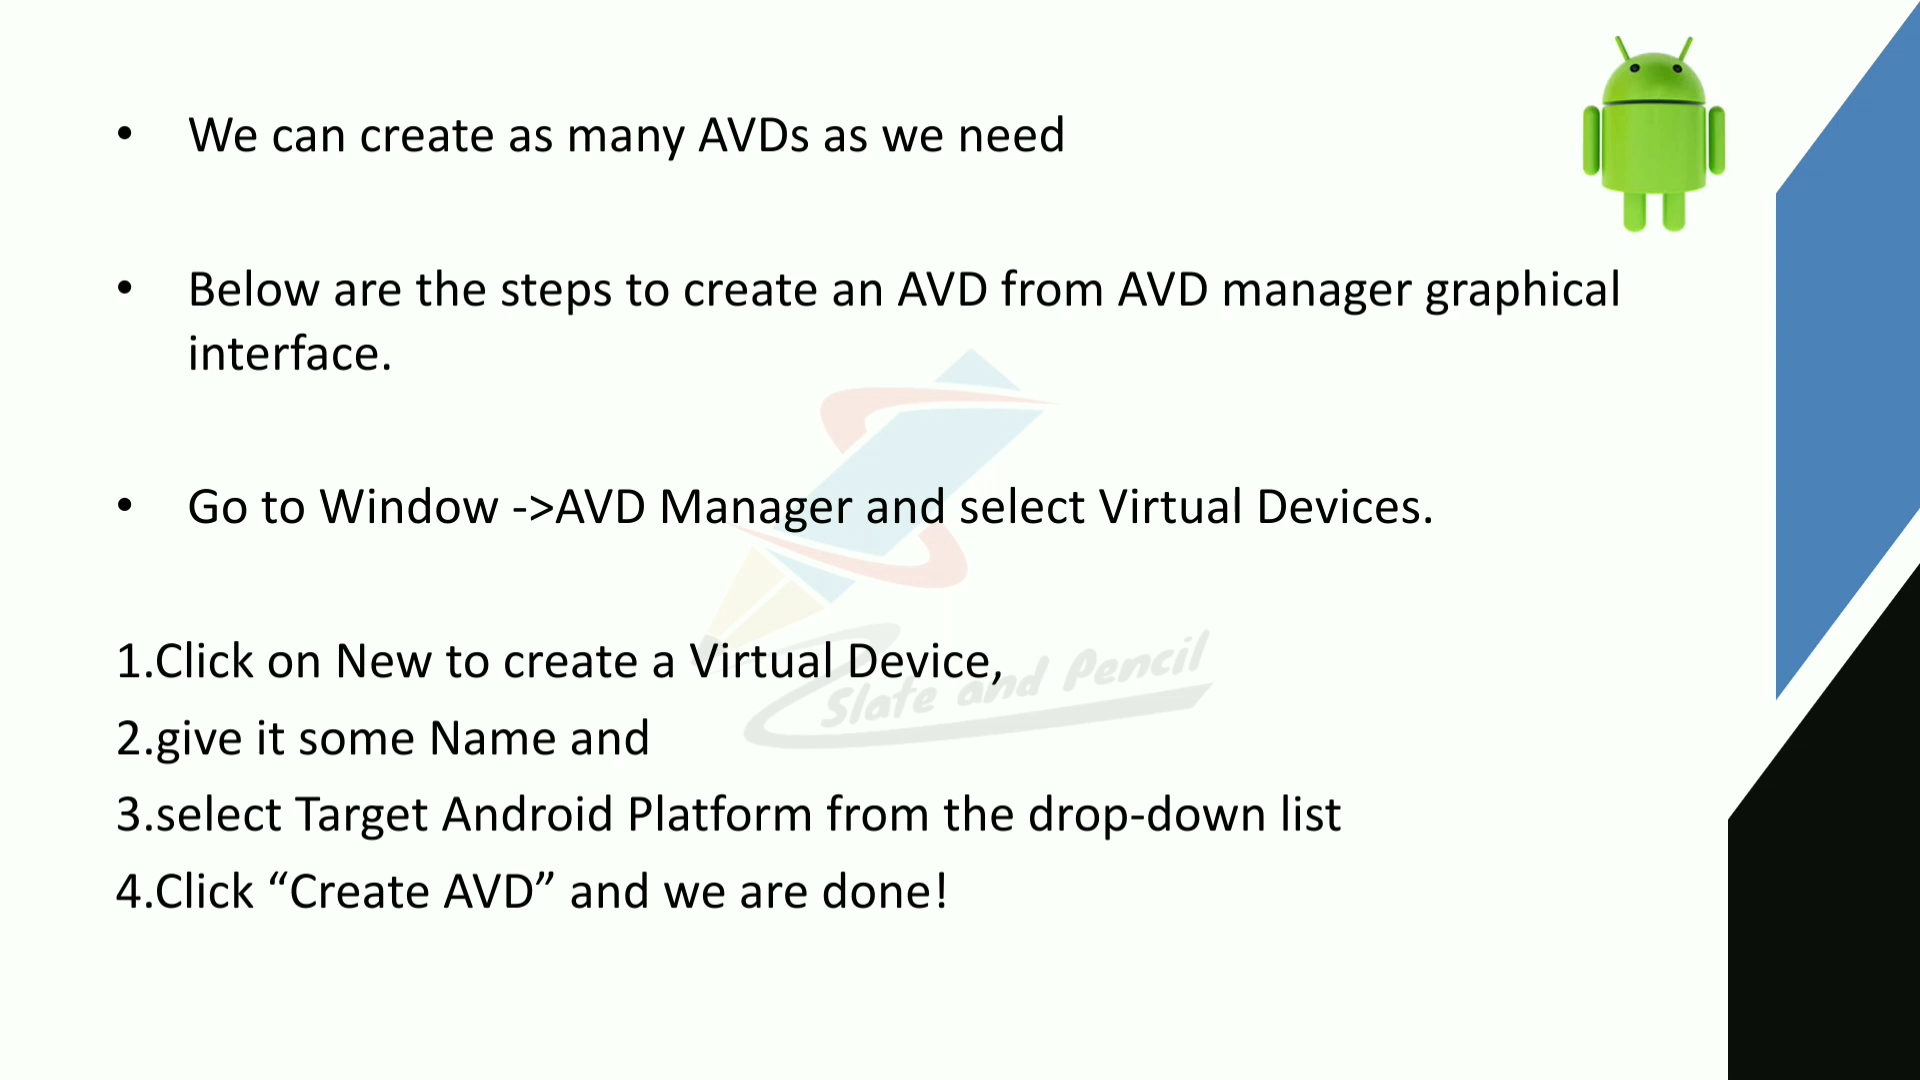 • We can create as many AVDs as we need
• Below are the steps to create an AVD from AVD manager graphical
interface.
• Go to Window ->AVD Manager and select Virtual Devices.
1.Click on New to create a Virtual Device,
Slate and Pencil
2.give it some Name and
3.select Target Android Platform from the drop-down list
4.Click “Create AVD” and we are done!